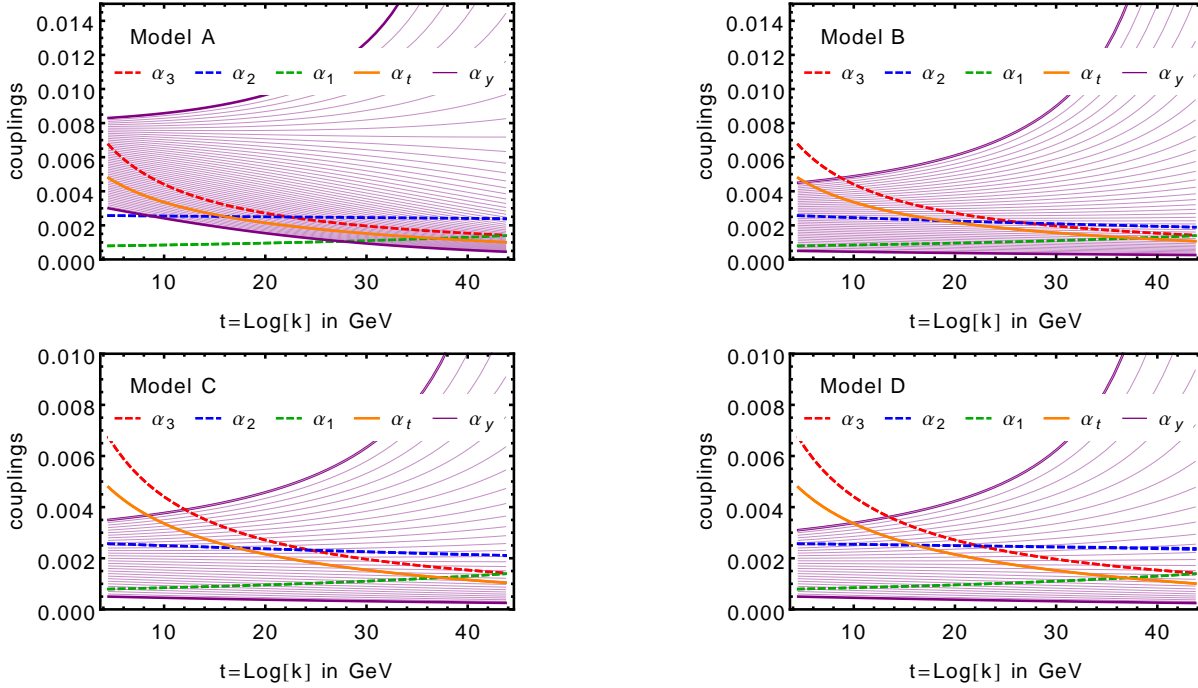 Model A
α3 α2 α1 αt αy
couplings
0.014
0.012
0.010
0.008
0.006
0.004
0.002
0.000
10 20 30 40
t=Log[k] in GeV
Model B
α3 α2 α1 αt αy
couplings
0.014
0.012
0.010
0.008
0.006
0.004
0.002
0.000
10 20 30 40
t=Log[k] in GeV
Model C
α3 α2 α1 αt αy
couplings
0.010
0.008
0.006
0.004
0.002
0.000
10 20 30 40
t=Log[k] in GeV
Model D
α3 α2 α1 αt αy
couplings
0.010
0.008
0.006
0.004
0.002
0.000
10 20 30 40
t=Log[k] in GeV